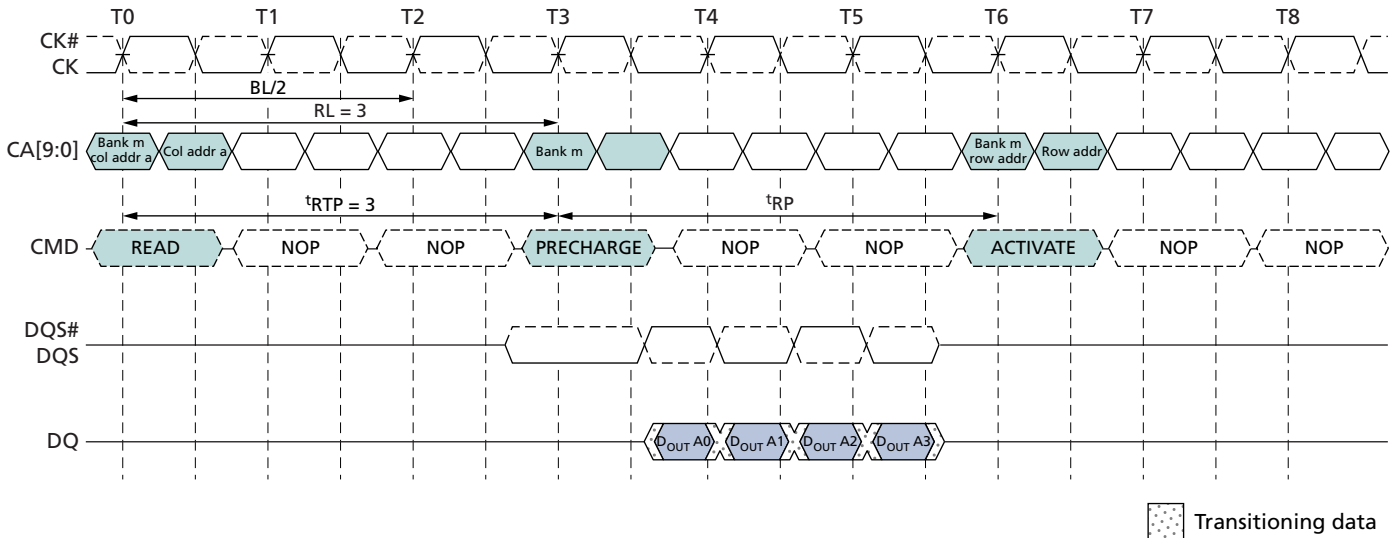 T0 T1 T2 T3 T4 T5 T6 T7 T8
CK#
CK
BL/2
RL = 3
CA[9:0]
Bank m
col addr a
Col addr a
Bank m
Bank m
row addr
Row addr
tRTP = 3
tRP
CMD
READ NOP NOP PRECHARGE NOP NOP ACTIVATE NOP NOP
DQS#
DQS
DQ
DOUT A0 DOUT A1 DOUT A2 DOUT A3
Transitioning data